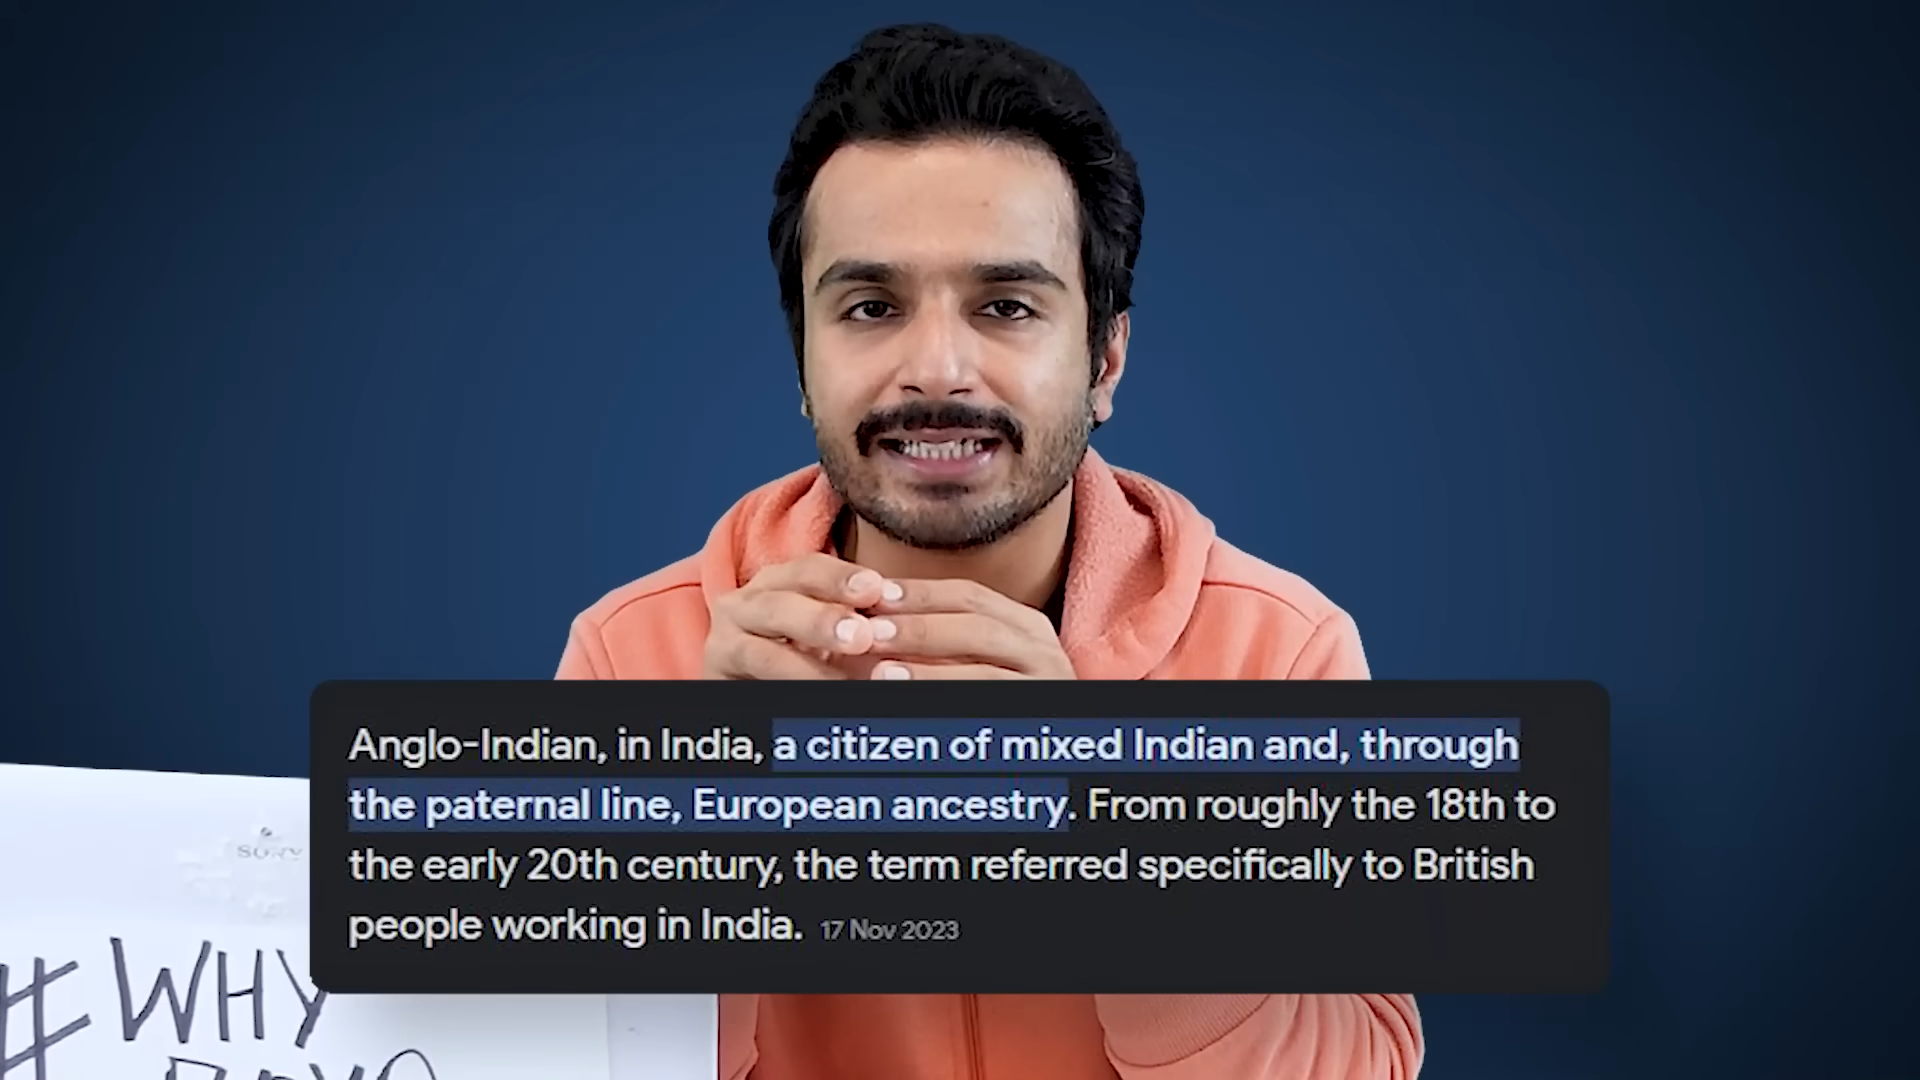 Anglo-Indian, in India, a citizen of mixed Indian and, through
the paternal line, European ancestry. From roughly the 18th to
the early 20th century, the term referred specifically to British
people working in India. 17 Nov 2023
#WHY